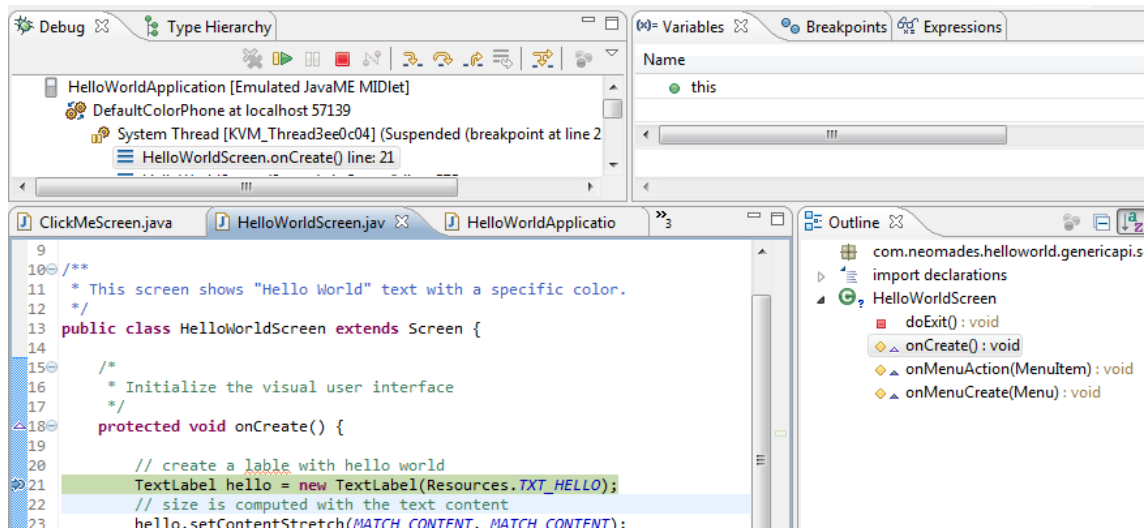 Debug
Type Hierarchy
HelloWorldApplication [Emulated JavaME MIDlet]
DefaultColorPhone at localhost 57139
System Thread [KVM_Thread3ee0c04] (Suspended (breakpoint at line 2
HelloWorldScreen.onCreate() line: 21
(x)= Variables
Breakpoints
Expressions
Name
this
ClickMeScreen.java
HelloWorldScreen.jav
HelloWorldApplicatio
»3
9
10 /**
11 * This screen shows "Hello World" text with a specific color.
12 */
13 public class HelloWorldScreen extends Screen {
14
15 /*
16 * Initialize the visual user interface
17 */
18 protected void onCreate() {
19
20 // create a lable with hello world
21 TextLabel hello = new TextLabel(Resources.TXT_HELLO);
22 // size is computed with the text content
23 hello.setContentStretch(MATCH_CONTENT, MATCH_CONTENT);
Outline
com.neomades.helloworld.genericapi.s
import declarations
HelloWorldScreen
doExit() : void
onCreate() : void
onMenuAction(MenuItem) : void
onMenuCreate(Menu) : void